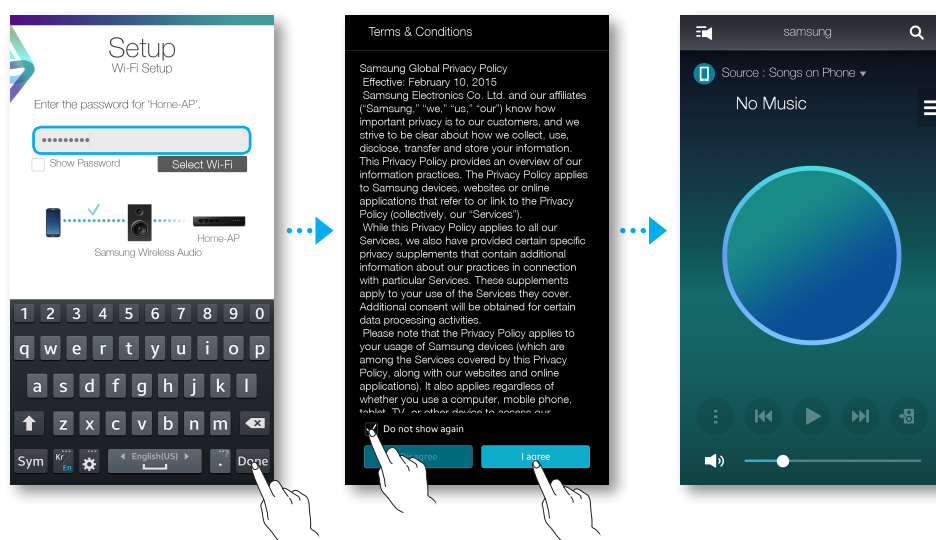 Setup
Wi-Fi Setup
Enter the password for 'Home-AP'.
•••••••••
Show Password
Select Wi-Fi
Home-AP
Samsung Wireless Audio
1 2 3 4 5 6 7 8 9 0
q w e r t y u i o p
a s d f g h j k l
z x c v b n m
Sym Kr En English(US) . ? Done
Terms & Conditions
Samsung Global Privacy Policy
Effective: February 10, 2015
Samsung Electronics Co. Ltd. and our affiliates
(“Samsung,” “we,” “us,” “our”) know how
important privacy is to our customers, and we
strive to be clear about how we collect, use,
disclose, transfer and store your information.
This Privacy Policy provides an overview of our
information practices. The Privacy Policy applies
to Samsung devices, websites or online
applications that refer to or link to the Privacy
Policy (collectively, our “Services”).
While this Privacy Policy applies to all our
Services, we also have provided certain specific
privacy supplements that contain additional
information about our practices in connection
with particular Services. These supplements
apply to your use of the Services they cover.
Additional consent will be obtained for certain
data processing activities.
Please note that the Privacy Policy applies to
your usage of Samsung devices (which are
among the Services covered by this Privacy
Policy, along with our websites and online
applications). It also applies regardless of
whether you use a computer, mobile phone,
tablet, TV, or other device to access our
Do not show again
I agree
samsung
Source : Songs on Phone
No Music